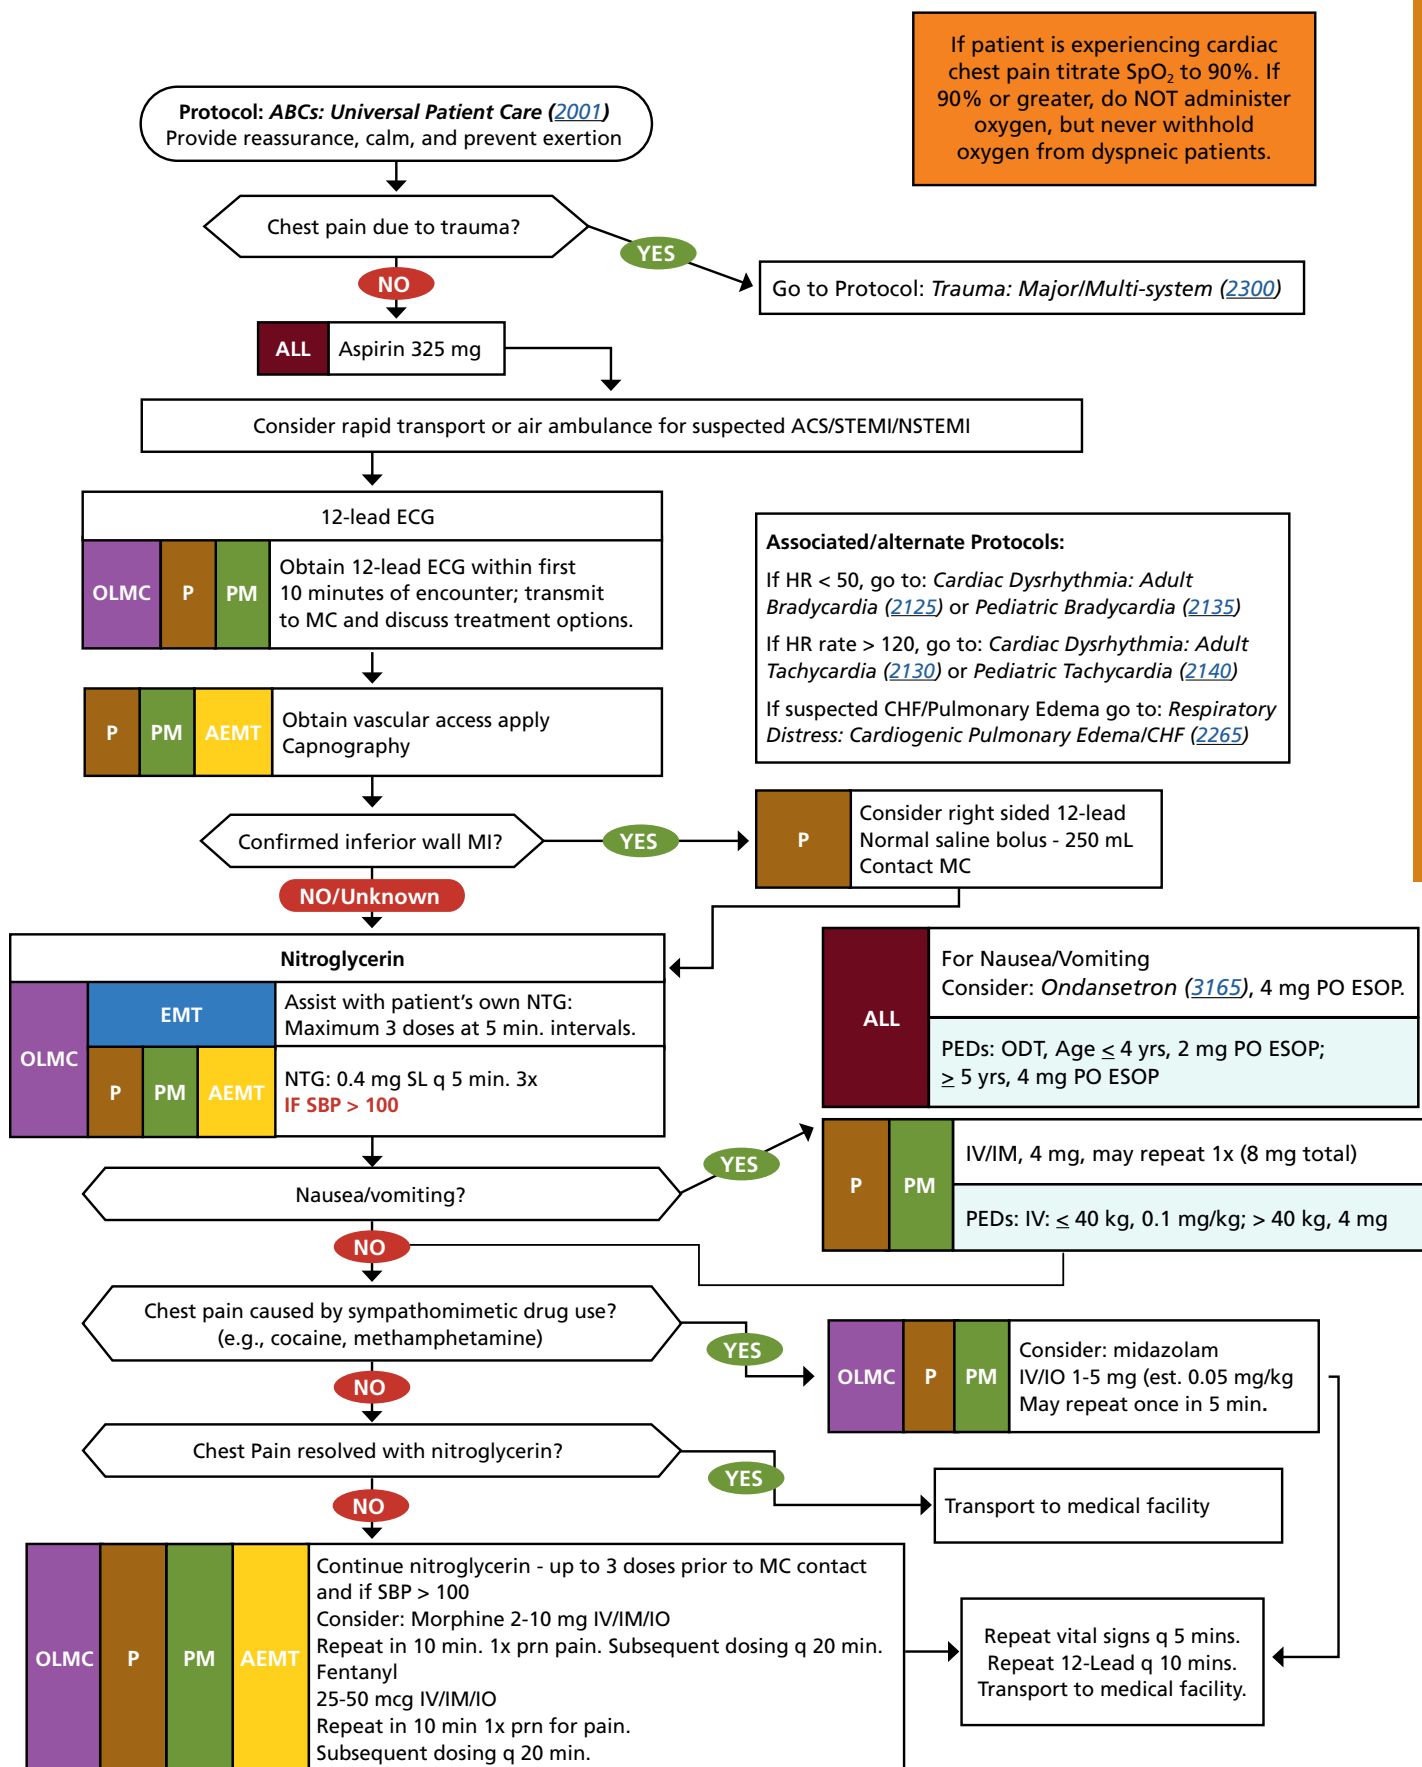 If patient is experiencing cardiac
chest pain titrate SpO₂ to 90%. If
90% or greater, do NOT administer
oxygen, but never withhold
oxygen from dyspneic patients.
Protocol: ABCs: Universal Patient Care (2001)
Provide reassurance, calm, and prevent exertion
Chest pain due to trauma?
YES
NO
Go to Protocol: Trauma: Major/Multi-system (2300)
ALL
Aspirin 325 mg
Consider rapid transport or air ambulance for suspected ACS/STEMI/NSTEMI
12-lead ECG
OLMC
P
PM
Obtain 12-lead ECG within first
10 minutes of encounter; transmit
to MC and discuss treatment options.
Associated/alternate Protocols:
If HR < 50, go to: Cardiac Dysrhythmia: Adult
Bradycardia (2125) or Pediatric Bradycardia (2135)
If HR rate > 120, go to: Cardiac Dysrhythmia: Adult
Tachycardia (2130) or Pediatric Tachycardia (2140)
If suspected CHF/Pulmonary Edema go to: Respiratory
Distress: Cardiogenic Pulmonary Edema/CHF (2265)
P
PM
AEMT
Obtain vascular access apply
Capnography
Confirmed inferior wall MI?
YES
P
Consider right sided 12-lead
Normal saline bolus - 250 mL
Contact MC
NO/Unknown
Nitroglycerin
OLMC
EMT
Assist with patient's own NTG:
Maximum 3 doses at 5 min. intervals.
P
PM
AEMT
NTG: 0.4 mg SL q 5 min. 3x
IF SBP > 100
ALL
For Nausea/Vomiting
Consider: Ondansetron (3165), 4 mg PO ESOP.
PEDs: ODT, Age ≤ 4 yrs, 2 mg PO ESOP;
≥ 5 yrs, 4 mg PO ESOP
P
PM
IV/IM, 4 mg, may repeat 1x (8 mg total)
PEDs: IV: ≤ 40 kg, 0.1 mg/kg; > 40 kg, 4 mg
Nausea/vomiting?
YES
NO
Chest pain caused by sympathomimetic drug use?
(e.g., cocaine, methamphetamine)
YES
OLMC
P
PM
Consider: midazolam
IV/IO 1-5 mg (est. 0.05 mg/kg
May repeat once in 5 min.
NO
Chest Pain resolved with nitroglycerin?
YES
Transport to medical facility
NO
OLMC
P
PM
AEMT
Continue nitroglycerin - up to 3 doses prior to MC contact
and if SBP > 100
Consider: Morphine 2-10 mg IV/IM/IO
Repeat in 10 min. 1x prn pain. Subsequent dosing q 20 min.
Fentanyl
25-50 mcg IV/IM/IO
Repeat in 10 min 1x prn for pain.
Subsequent dosing q 20 min.
Repeat vital signs q 5 mins.
Repeat 12-Lead q 10 mins.
Transport to medical facility.